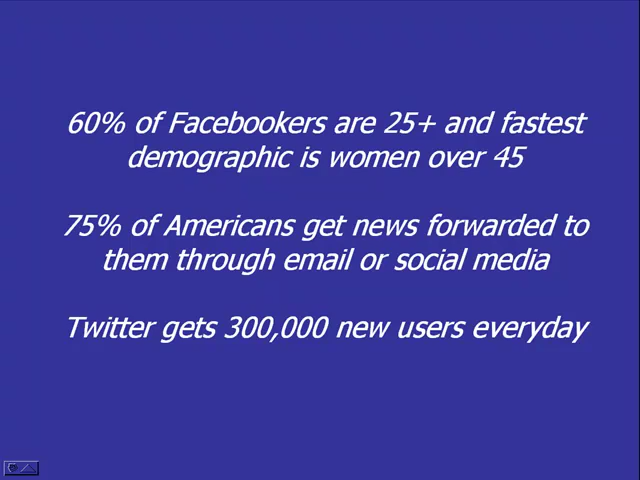 60% of Facebookers are 25+ and fastest
demographic is women over 45
75% of Americans get news forwarded to
them through email or social media
Twitter gets 300,000 new users everyday